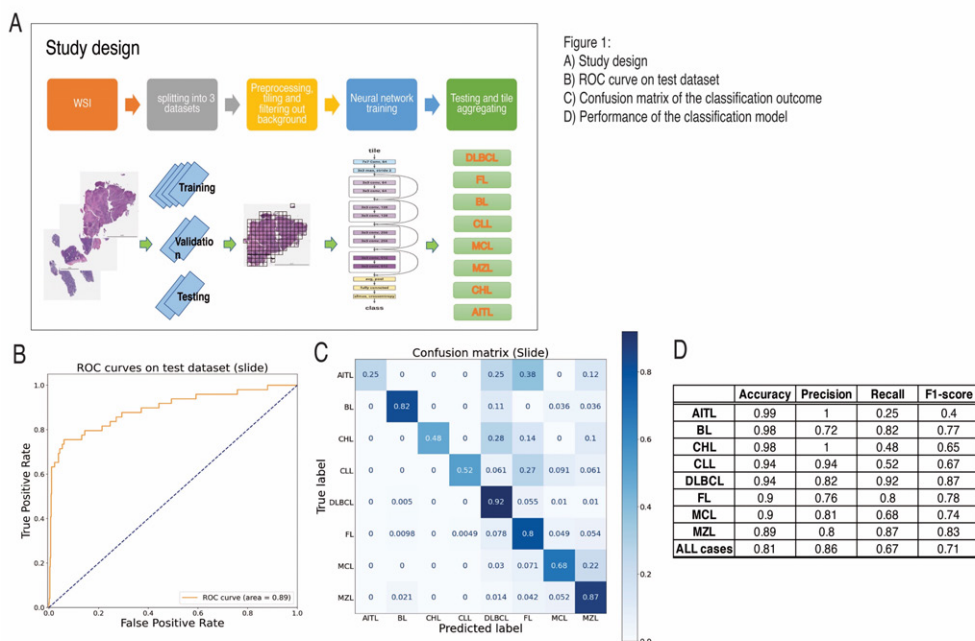 A
Study design
WSI
splitting into 3
datasets
Preprocessing,
tiling and
filtering out
background
Neural network
training
Testing and tile
aggregating
Training
Validatio
n
Testing
tile
avg_pool
fully connected
class
DLBCL
FL
BL
CLL
MCL
MZL
CHL
AITL
Figure 1:
A) Study design
B) ROC curve on test dataset
C) Confusion matrix of the classification outcome
D) Performance of the classification model
B
ROC curves on test dataset (slide)
True Positive Rate
1.0
0.8
0.6
0.4
0.2
0.0
0.0 0.2 0.4 0.6 0.8 1.0
False Positive Rate
ROC curve (area = 0.89)
C
Confusion matrix (Slide)
True label
AITL 0.25 0 0 0 0.25 0.38 0 0.12
BL 0 0.82 0 0 0.11 0 0.036 0.036
CHL 0 0 0.48 0 0.28 0.14 0 0.1
CLL 0 0 0 0.52 0.061 0.27 0.091 0.061
DLBCL 0 0.005 0 0 0.92 0.055 0.01 0.01
FL 0 0.0098 0 0.0049 0.078 0.8 0.049 0.054
MCL 0 0 0 0 0.03 0.071 0.68 0.22
MZL 0 0.021 0 0 0.014 0.042 0.052 0.87
AITL BL CHL CLL DLBCL FL MCL MZL
Predicted label
0.8
0.6
0.4
0.2
0.0
D
Accuracy Precision Recall F1-score
AITL 0.99 1 0.25 0.4
BL 0.98 0.72 0.82 0.77
CHL 0.98 1 0.48 0.65
CLL 0.94 0.94 0.52 0.67
DLBCL 0.94 0.82 0.92 0.87
FL 0.9 0.76 0.8 0.78
MCL 0.9 0.81 0.68 0.74
MZL 0.89 0.8 0.87 0.83
ALL cases 0.81 0.86 0.67 0.71